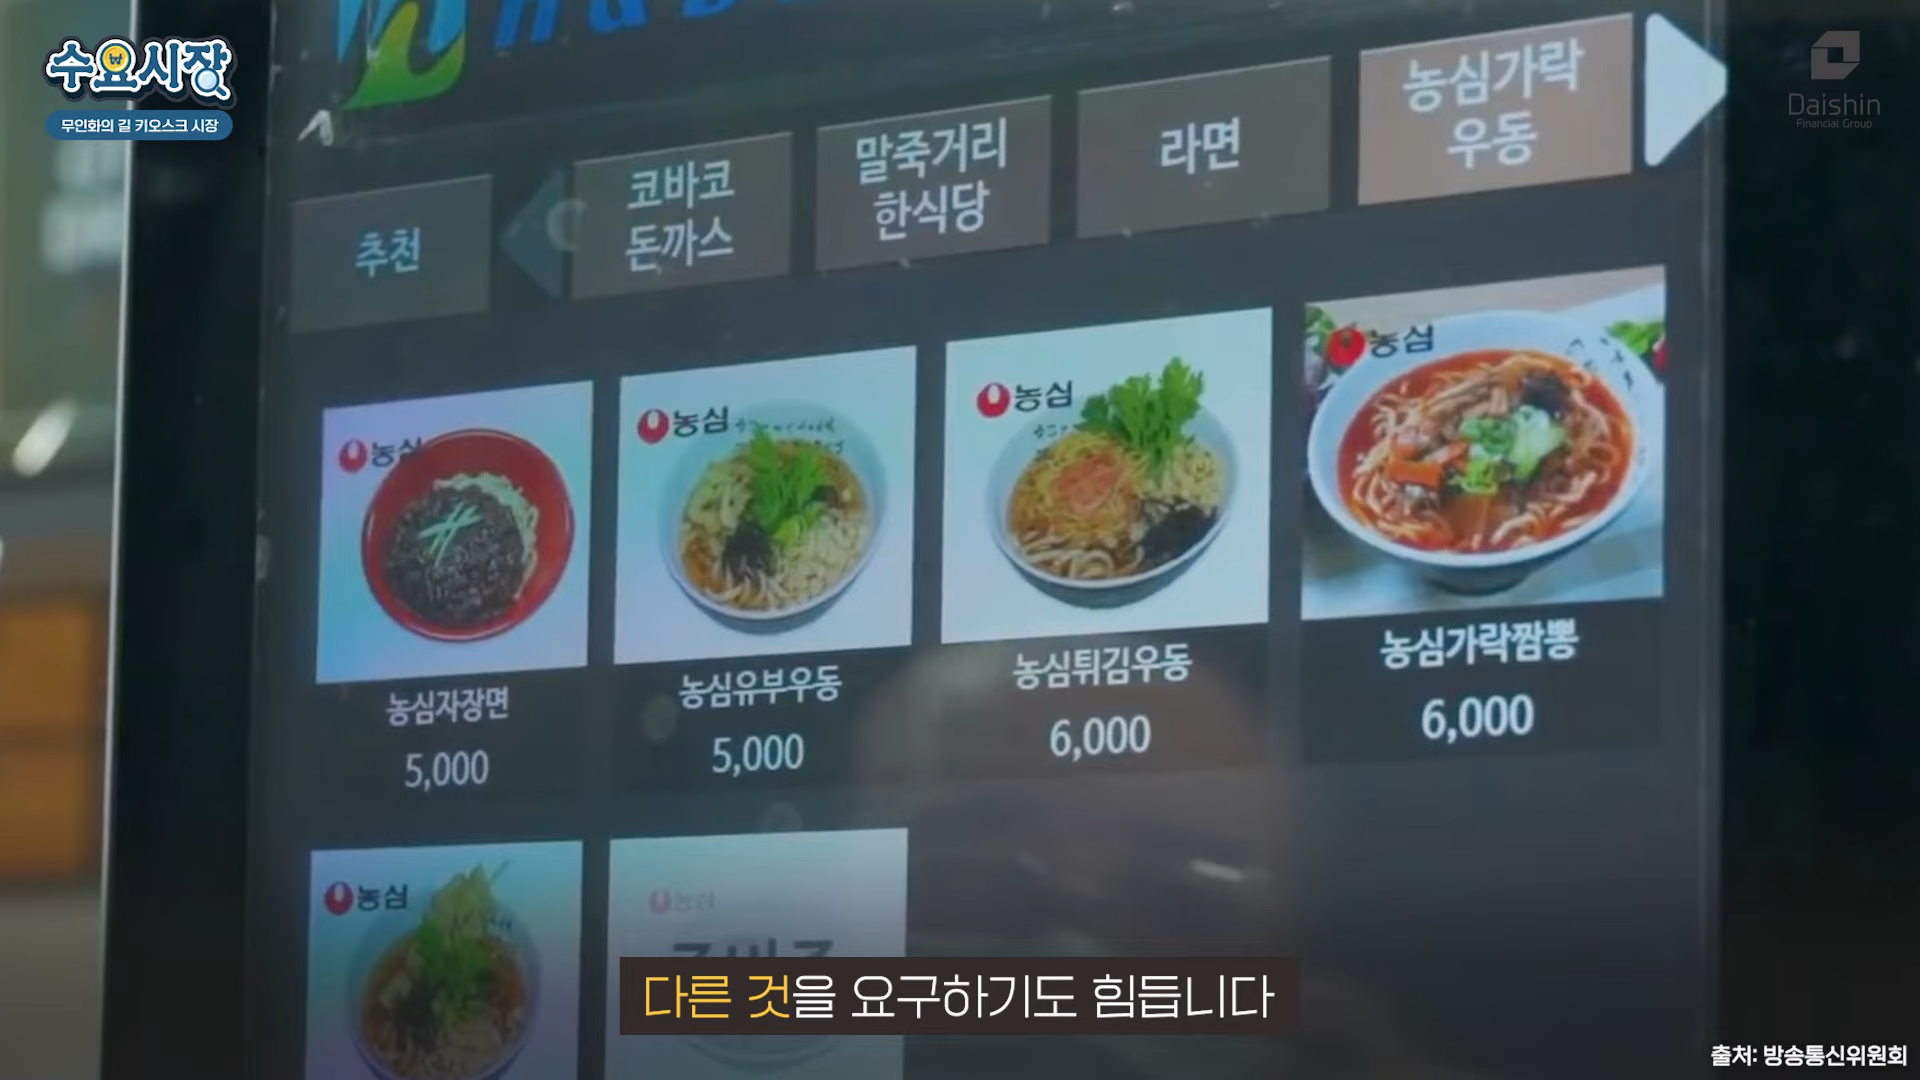 수요시장
무인화의 길 키오스크 시장
Daishin
Financial Group
추천
코바코
돈까스
말죽거리
한식당
라면
농심가락
우동
농심
농심
농심
농심
농심자장면
5,000
농심유부우동
5,000
농심튀김우동
6,000
농심가락짬뽕
6,000
농심
농심
다른 것을 요구하기도 힘듭니다
출처: 방송통신위원회